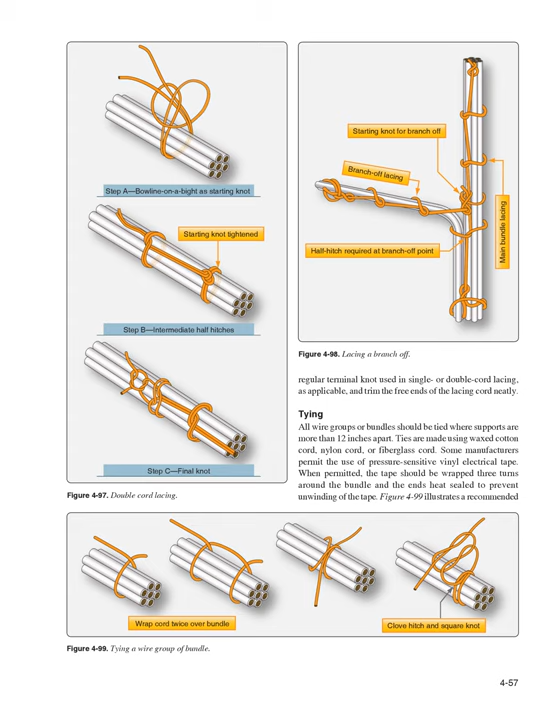 Step A—Bowline-on-a-bight as starting knot
Starting knot tightened
Step B—Intermediate half hitches
Step C—Final knot
Figure 4-97. Double cord lacing.
Starting knot for branch off
Branch-off lacing
Half-hitch required at branch-off point
Main bundle lacing
Figure 4-98. Lacing a branch off.
regular terminal knot used in single- or double-cord lacing,
as applicable, and trim the free ends of the lacing cord neatly.
Tying
All wire groups or bundles should be tied where supports are
more than 12 inches apart. Ties are made using waxed cotton
cord, nylon cord, or fiberglass cord. Some manufacturers
permit the use of pressure-sensitive vinyl electrical tape.
When permitted, the tape should be wrapped three turns
around the bundle and the ends heat sealed to prevent
unwinding of the tape. Figure 4-99 illustrates a recommended
Wrap cord twice over bundle
Clove hitch and square knot
Figure 4-99. Tying a wire group of bundle.
4-57